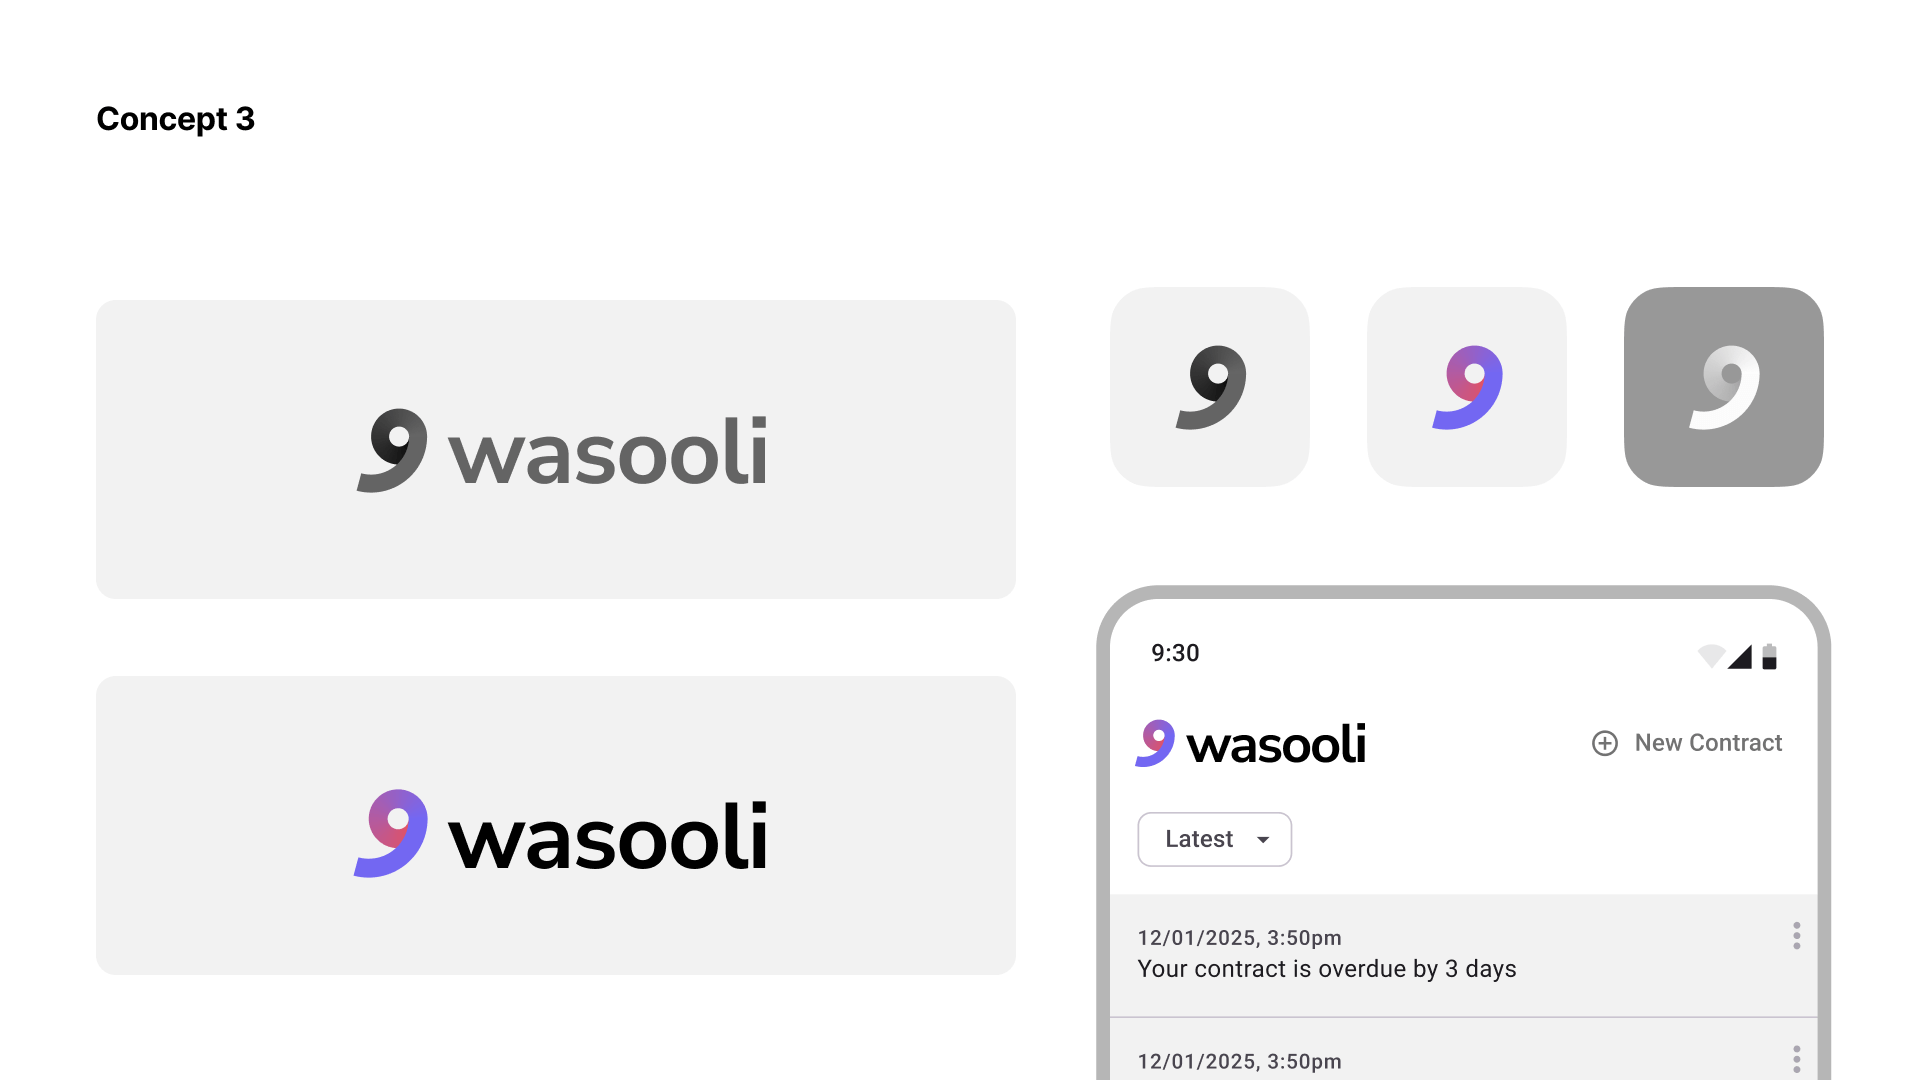 Concept 3
wasooli
wasooli
9:30
wasooli
New Contract
Latest
12/01/2025, 3:50pm
Your contract is overdue by 3 days
12/01/2025, 3:50pm